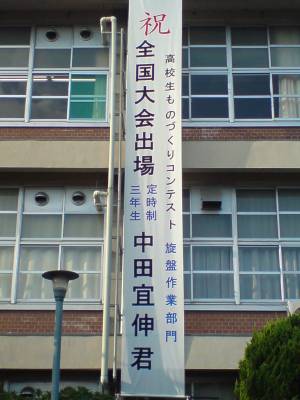 祝
高校生ものづくりコンテスト 旋盤作業部門
全国大会出場 定時制 三年生 中田宜伸君